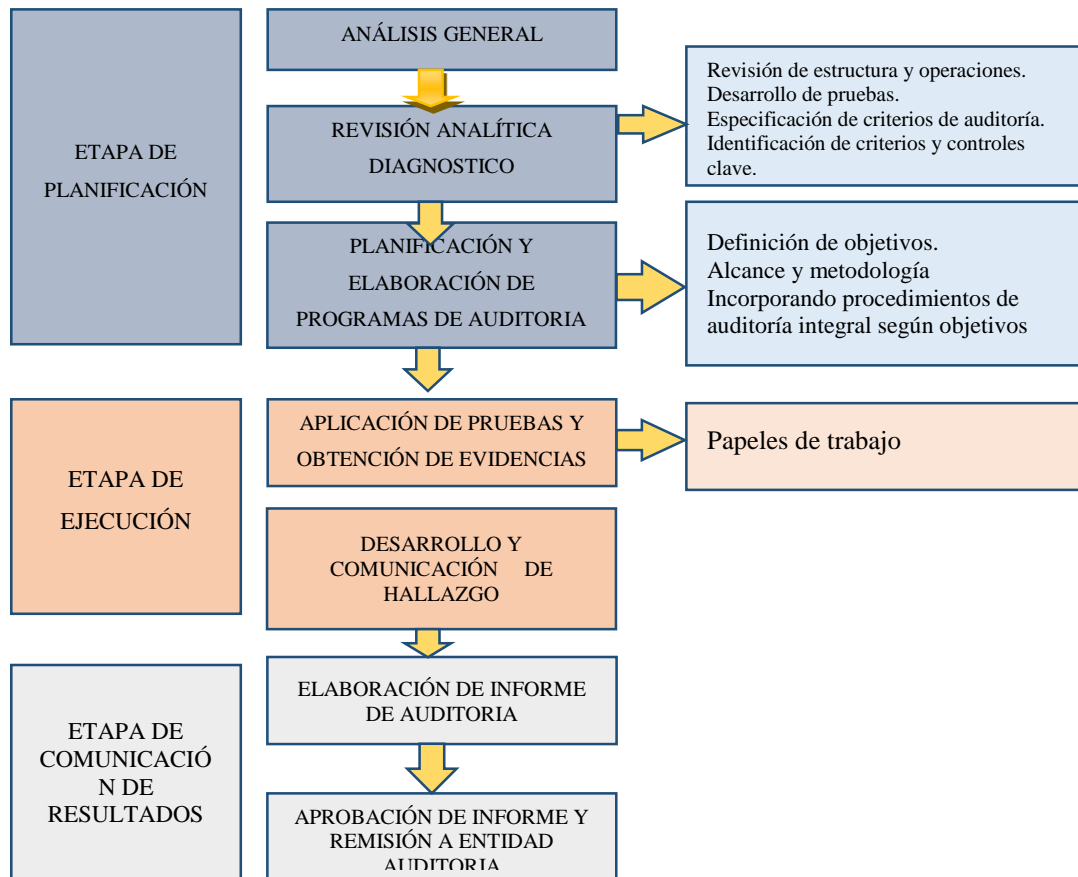 ANÁLISIS GENERAL
ETAPA DE
PLANIFICACIÓN
REVISIÓN ANALÍTICA
DIAGNOSTICO
Revisión de estructura y operaciones.
Desarrollo de pruebas.
Especificación de criterios de auditoría.
Identificación de criterios y controles
clave.
PLANIFICACIÓN Y
ELABORACIÓN DE
PROGRAMAS DE AUDITORIA
Definición de objetivos.
Alcance y metodología
Incorporando procedimientos de
auditoría integral según objetivos
ETAPA DE
EJECUCIÓN
APLICACIÓN DE PRUEBAS Y
OBTENCIÓN DE EVIDENCIAS
Papeles de trabajo
DESARROLLO Y
COMUNICACIÓN DE
HALLAZGO
ETAPA DE
COMUNICACIÓ
N DE
RESULTADOS
ELABORACIÓN DE INFORME
DE AUDITORIA
APROBACIÓN DE INFORME Y
REMISIÓN A ENTIDAD
AUDITORIA